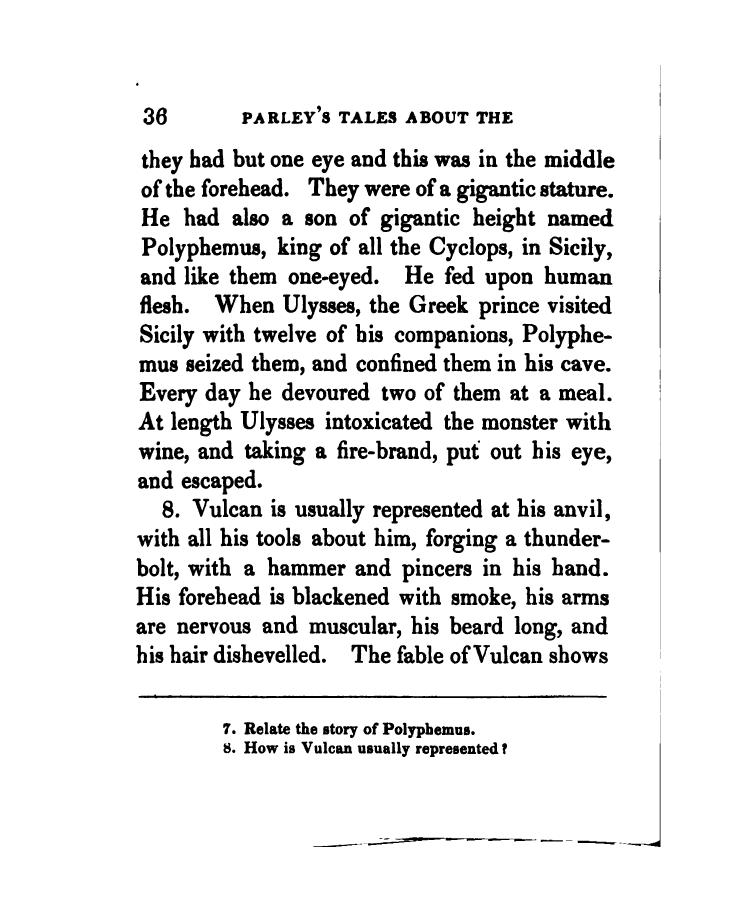 36 PARLEY'S TALES ABOUT THE
they had but one eye and this was in the middle
of the forehead. They were of a gigantic stature.
He had also a son of gigantic height named
Polyphemus, king of all the Cyclops, in Sicily,
and like them one-eyed. He fed upon human
flesh. When Ulysses, the Greek prince visited
Sicily with twelve of his companions, Polyphe-
mus seized them, and confined them in his cave.
Every day he devoured two of them at a meal.
At length Ulysses intoxicated the monster with
wine, and taking a fire-brand, put out his eye,
and escaped.
8. Vulcan is usually represented at his anvil,
with all his tools about him, forging a thunder-
bolt, with a hammer and pincers in his hand.
His forehead is blackened with smoke, his arms
are nervous and muscular, his beard long, and
his hair dishevelled. The fable of Vulcan shows
7. Relate the story of Polyphemus.
8. How is Vulcan usually represented?